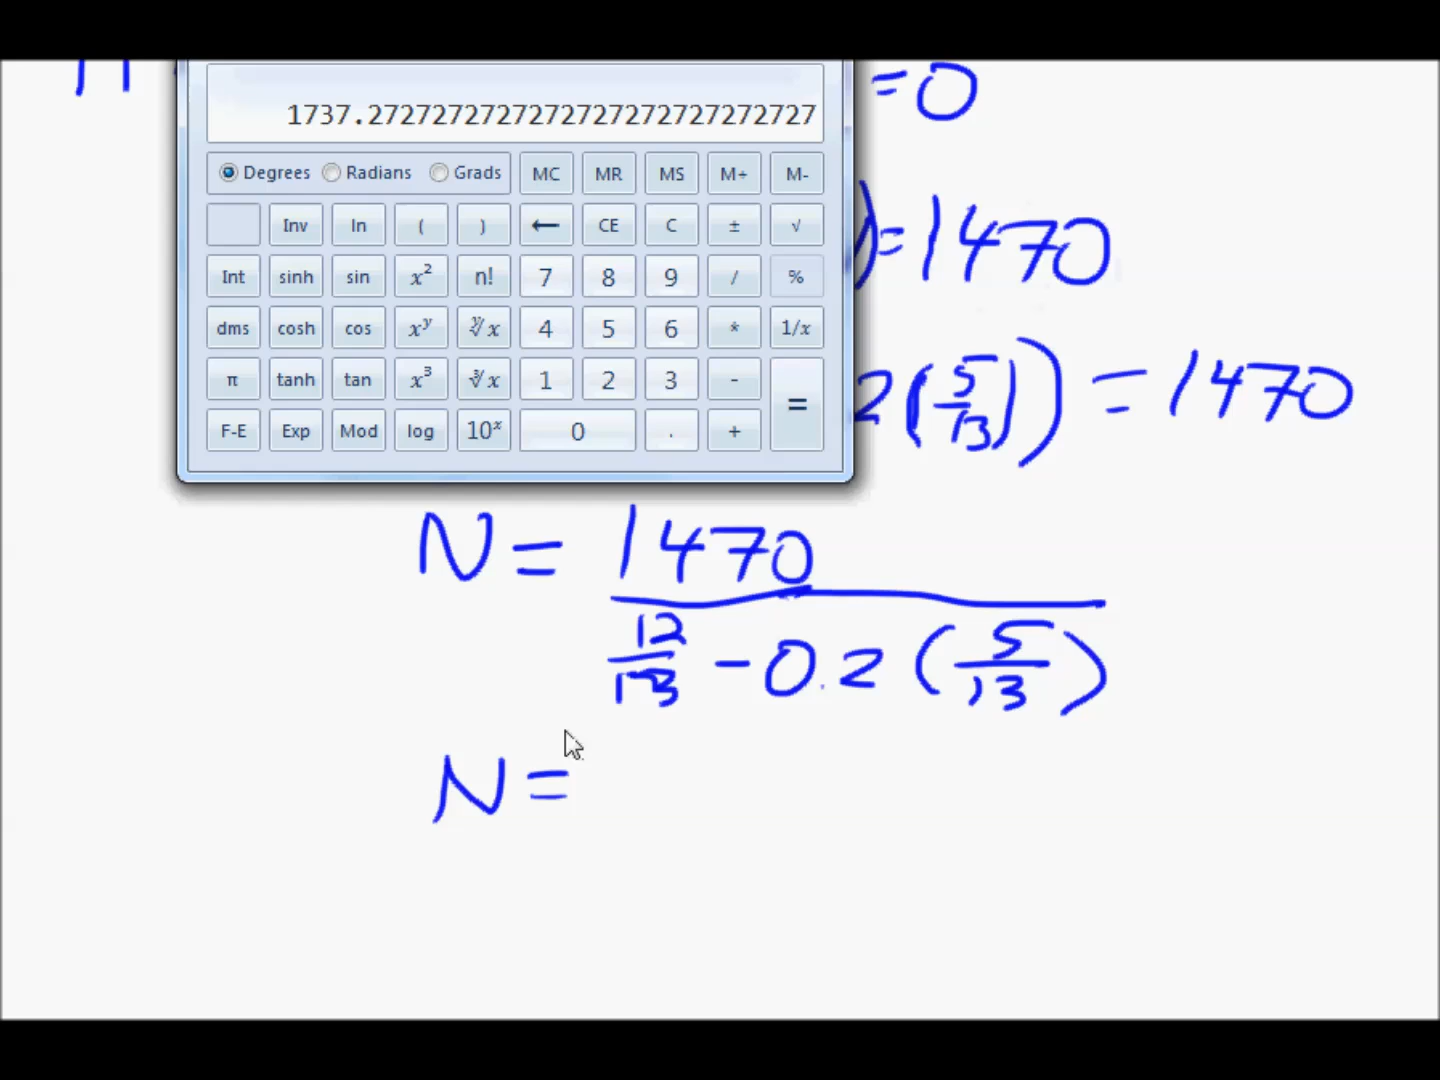 1737.2727272727272727272727272727
= 0
Degrees Radians Grads MC MR MS M+ M-
Inv ln ( ) ← CE C ± √
Int sinh sin x² n! 7 8 9 / %
dms cosh cos xʸ ʸ√x 4 5 6 * 1/x
π tanh tan x³ ³√x 1 2 3 - =
F-E Exp Mod log 10ˣ 0 . +
) = 1470
2(5/13)) = 1470
N = 1470
12/13 - 0.2 (5/13)
N =